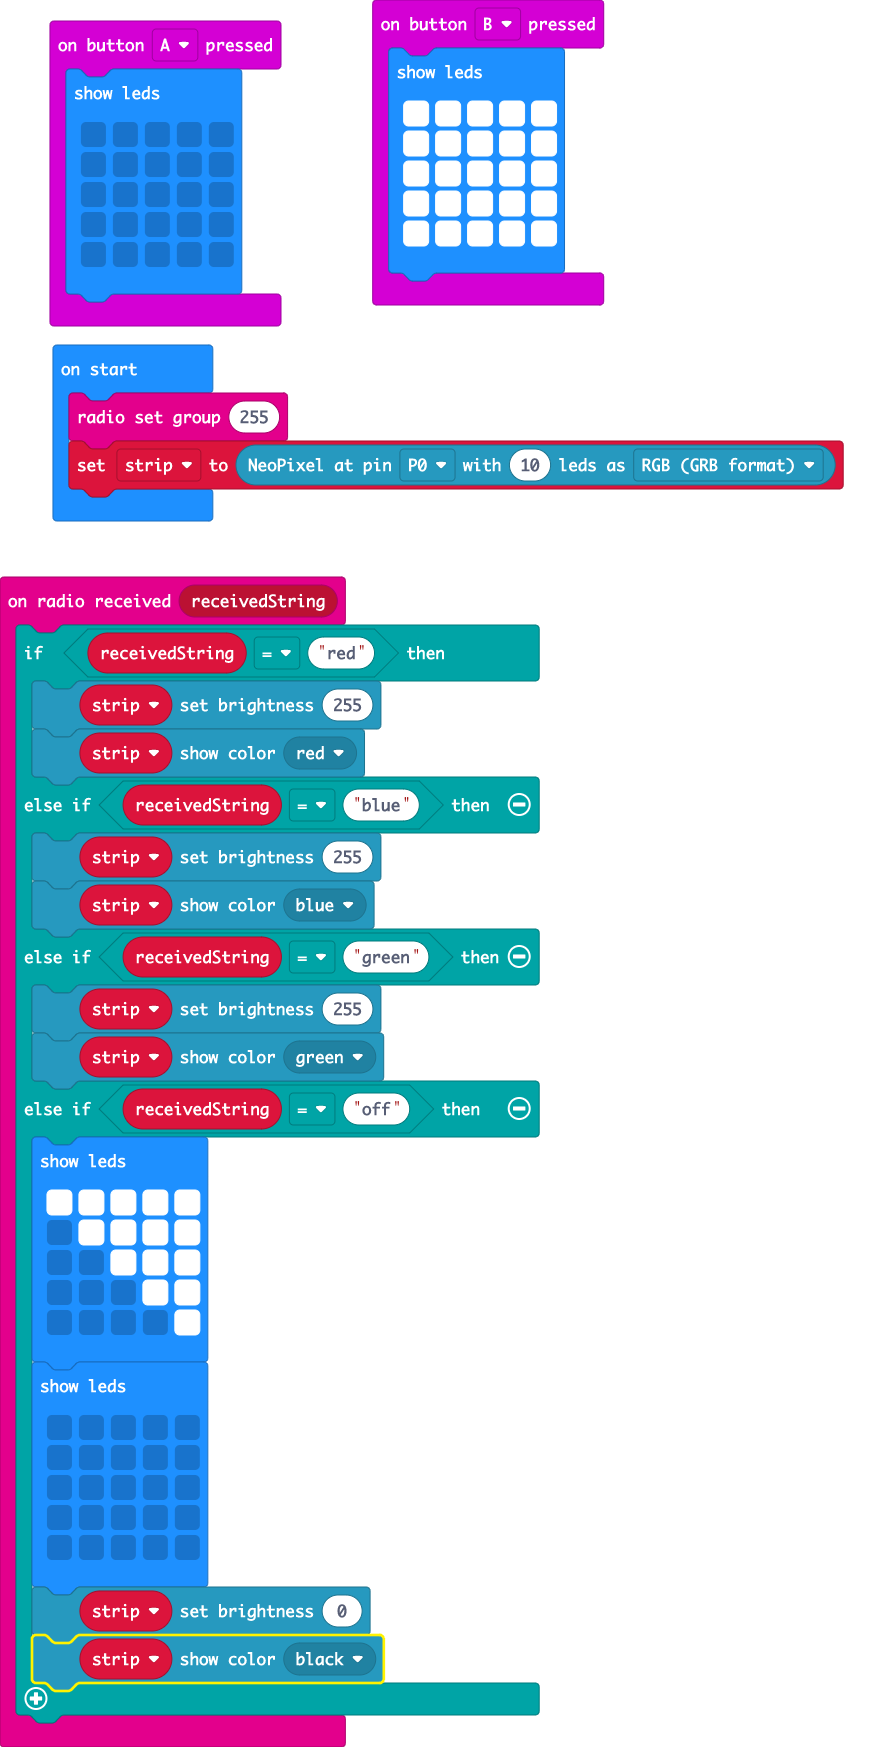 on button A pressed
show leds
on button B pressed
show leds
on start
radio set group 255
set strip to NeoPixel at pin P0 with 10 leds as RGB (GRB format)
on radio received receivedString
if receivedString = "red" then
strip set brightness 255
strip show color red
else if receivedString = "blue" then
strip set brightness 255
strip show color blue
else if receivedString = "green" then
strip set brightness 255
strip show color green
else if receivedString = "off" then
show leds
show leds
strip set brightness 0
strip show color black